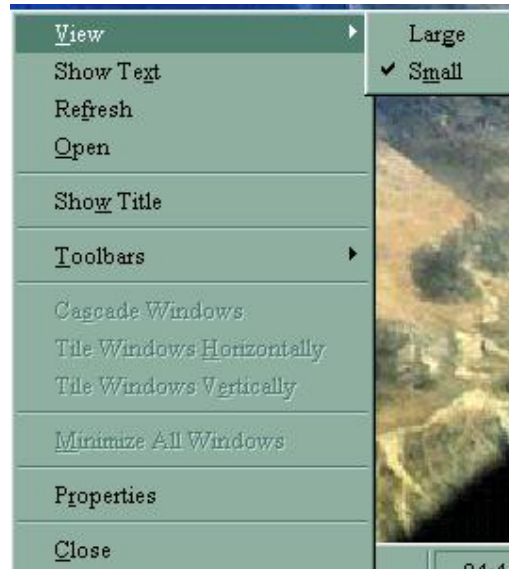 View
Large
Show Text
Small
Refresh
Open
Show Title
Toolbars
Cascade Windows
Tile Windows Horizontally
Tile Windows Vertically
Minimize All Windows
Properties
Close